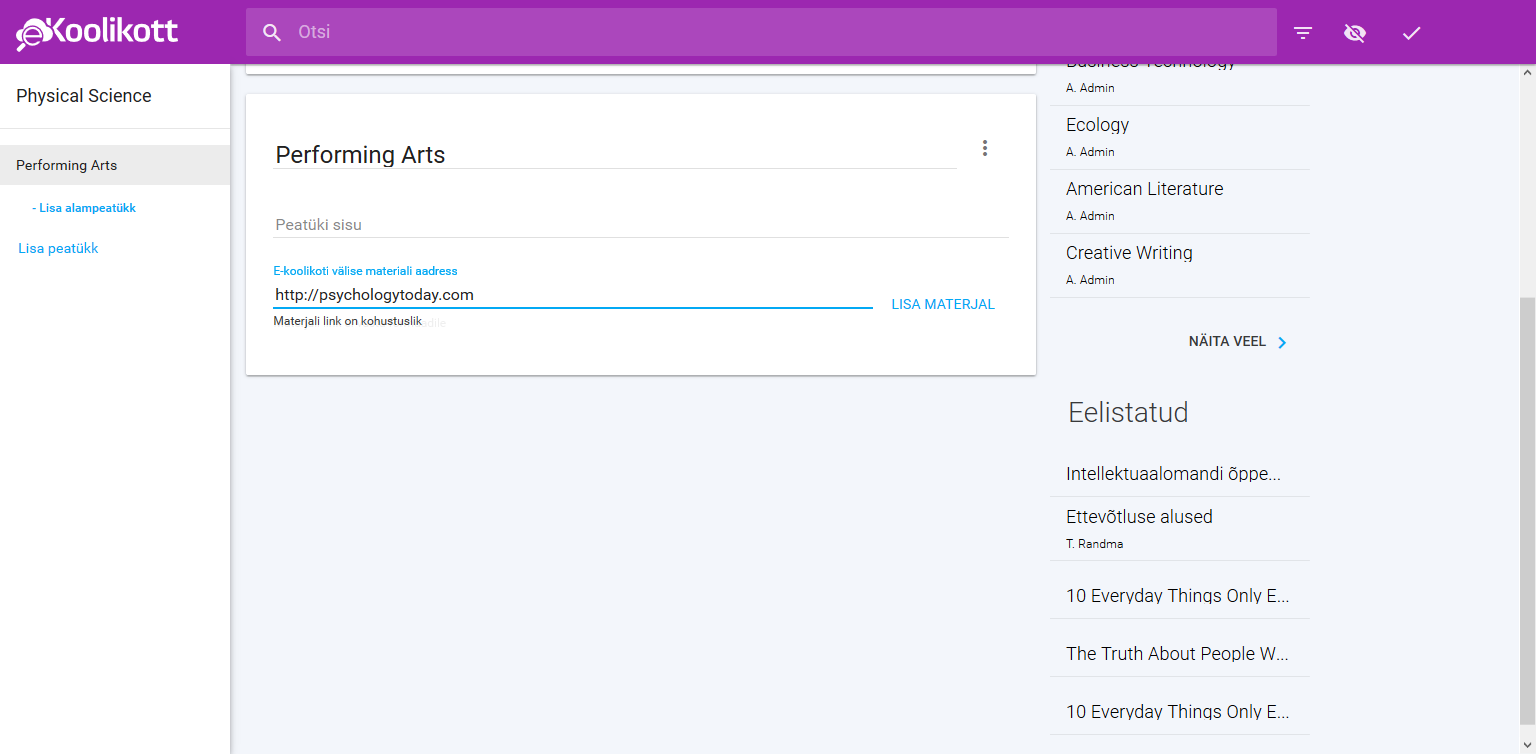 eKoolikott
Otsi
Physical Science
Performing Arts
- Lisa alampeatükk
Lisa peatükk
Performing Arts
Peatüki sisu
E-koolikoti välise materiali aadress
http://psychologytoday.com
LISA MATERJAL
Materjali link on kohustuslik
Business Technology
A. Admin
Ecology
A. Admin
American Literature
A. Admin
Creative Writing
A. Admin
NÄITA VEEL
Eelistatud
Intellektuaalomandi õppe...
Ettevõtluse alused
T. Randma
10 Everyday Things Only E...
The Truth About People W...
10 Everyday Things Only E...